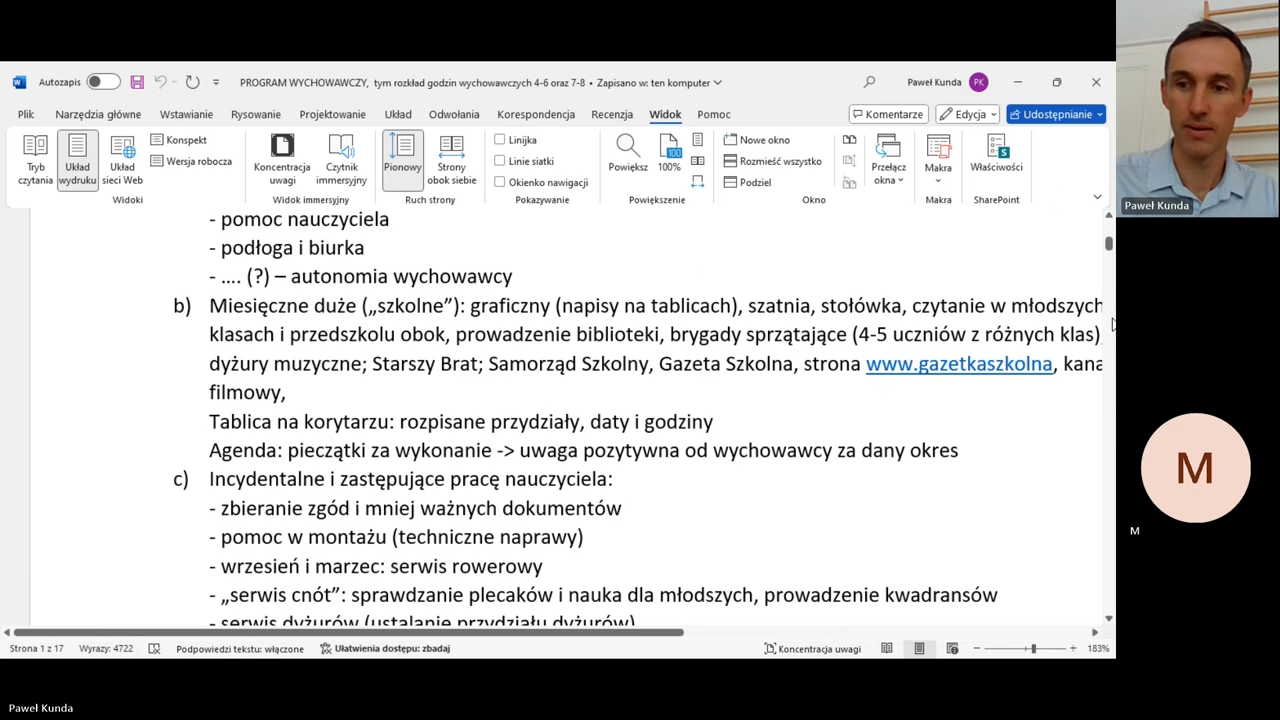 Autozapis
PROGRAM WYCHOWAWCZY, tym rozkład godzin wychowawczych 4-6 oraz 7-8 • Zapisano w: ten komputer
Paweł Kunda
PK
Plik
Narzędzia główne
Wstawianie
Rysowanie
Projektowanie
Układ
Odwołania
Korespondencja
Recenzja
Widok
Pomoc
Komentarze
Edycja
Udostępnianie
Tryb
czytania
Układ
wydruku
Układ
sieci Web
Konspekt
Wersja robocza
Widoki
Koncentracja
uwagi
Czytnik
immersyjny
Widok immersyjny
Pionowy
Strony
obok siebie
Ruch strony
Linijka
Linie siatki
Okienko nawigacji
Pokazywanie
Powiększ
100
100%
Powiększenie
Nowe okno
Rozmieść wszystko
Podziel
Przełącz
okna
Okno
Makra
Makra
Właściwości
SharePoint
- pomoc nauczyciela
- podłoga i biurka
- …. (?) – autonomia wychowawcy
b) Miesięczne duże („szkolne”): graficzny (napisy na tablicach), szatnia, stołówka, czytanie w młodszych
klasach i przedszkolu obok, prowadzenie biblioteki, brygady sprzątające (4-5 uczniów z różnych klas),
dyżury muzyczne; Starszy Brat; Samorząd Szkolny, Gazeta Szkolna, strona www.gazetkaszkolna, kana
filmowy,
Tablica na korytarzu: rozpisane przydziały, daty i godziny
Agenda: pieczątki za wykonanie -> uwaga pozytywna od wychowawcy za dany okres
c) Incydentalne i zastępujące pracę nauczyciela:
- zbieranie zgód i mniej ważnych dokumentów
- pomoc w montażu (techniczne naprawy)
- wrzesień i marzec: serwis rowerowy
- „serwis cnót”: sprawdzanie plecaków i nauka dla młodszych, prowadzenie kwadransów
- serwis dyżurów (ustalanie przydziału dyżurów)
Strona 1 z 17
Wyrazy: 4722
Podpowiedzi tekstu: włączone
Ułatwienia dostępu: zbadaj
Koncentracja uwagi
183%
Paweł Kunda
M
M
Paweł Kunda